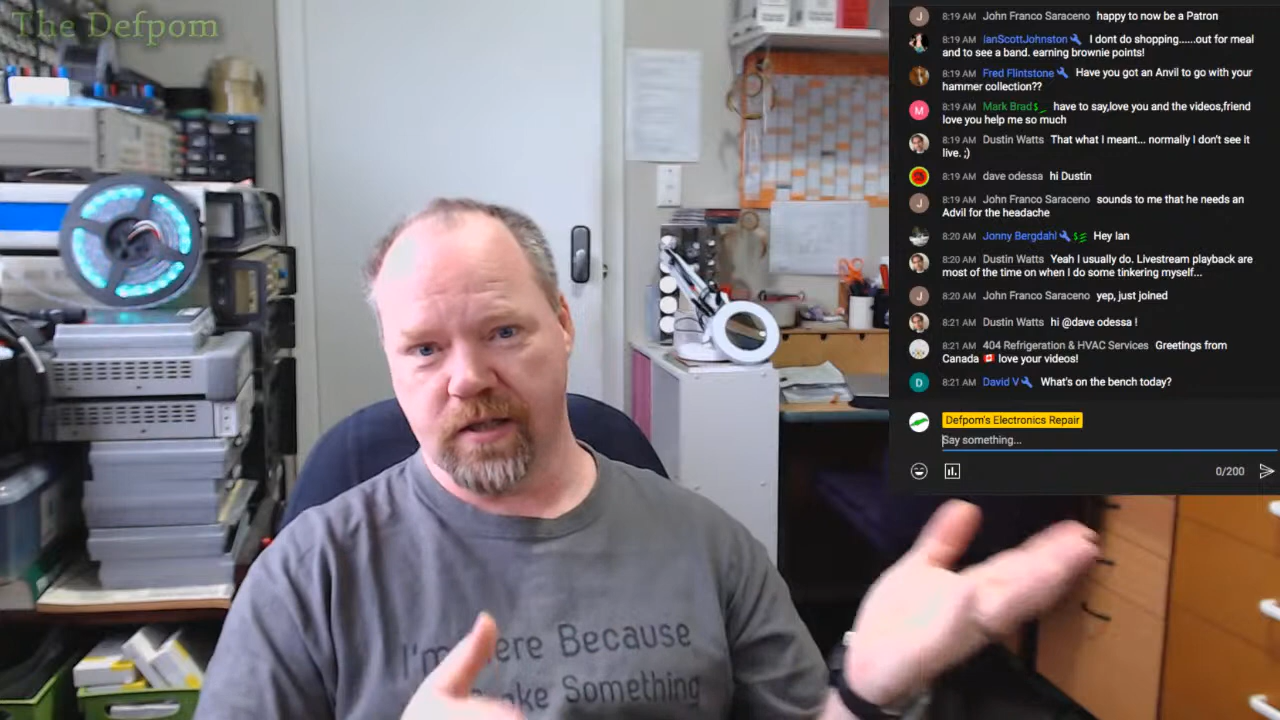 The Defpom
8:19 AM John Franco Saraceno happy to now be a Patron
8:19 AM IanScottJohnston I dont do shopping......out for meal
and to see a band. earning brownie points!
8:19 AM Fred Flintstone Have you got an Anvil to go with your
hammer collection??
8:19 AM Mark Brad$ have to say,love you and the videos,friend
love you help me so much
8:19 AM Dustin Watts That what i meant... normally I don't see it
live. ;)
8:19 AM dave odessa hi Dustin
8:19 AM John Franco Saraceno sounds to me that he needs an
Advil for the headache
8:20 AM Jonny Bergdahl Hey Ian
8:20 AM Dustin Watts Yeah I usually do. Livestream playback are
most of the time on when I do some tinkering myself...
8:20 AM John Franco Saraceno yep, just joined
8:21 AM Dustin Watts hi @dave odessa !
8:21 AM 404 Refrigeration & HVAC Services Greetings from
Canada 🇨🇦 love your videos!
8:21 AM David V What's on the bench today?
Defpom's Electronics Repair
Say something...
0/200
I'm Here Because
Something